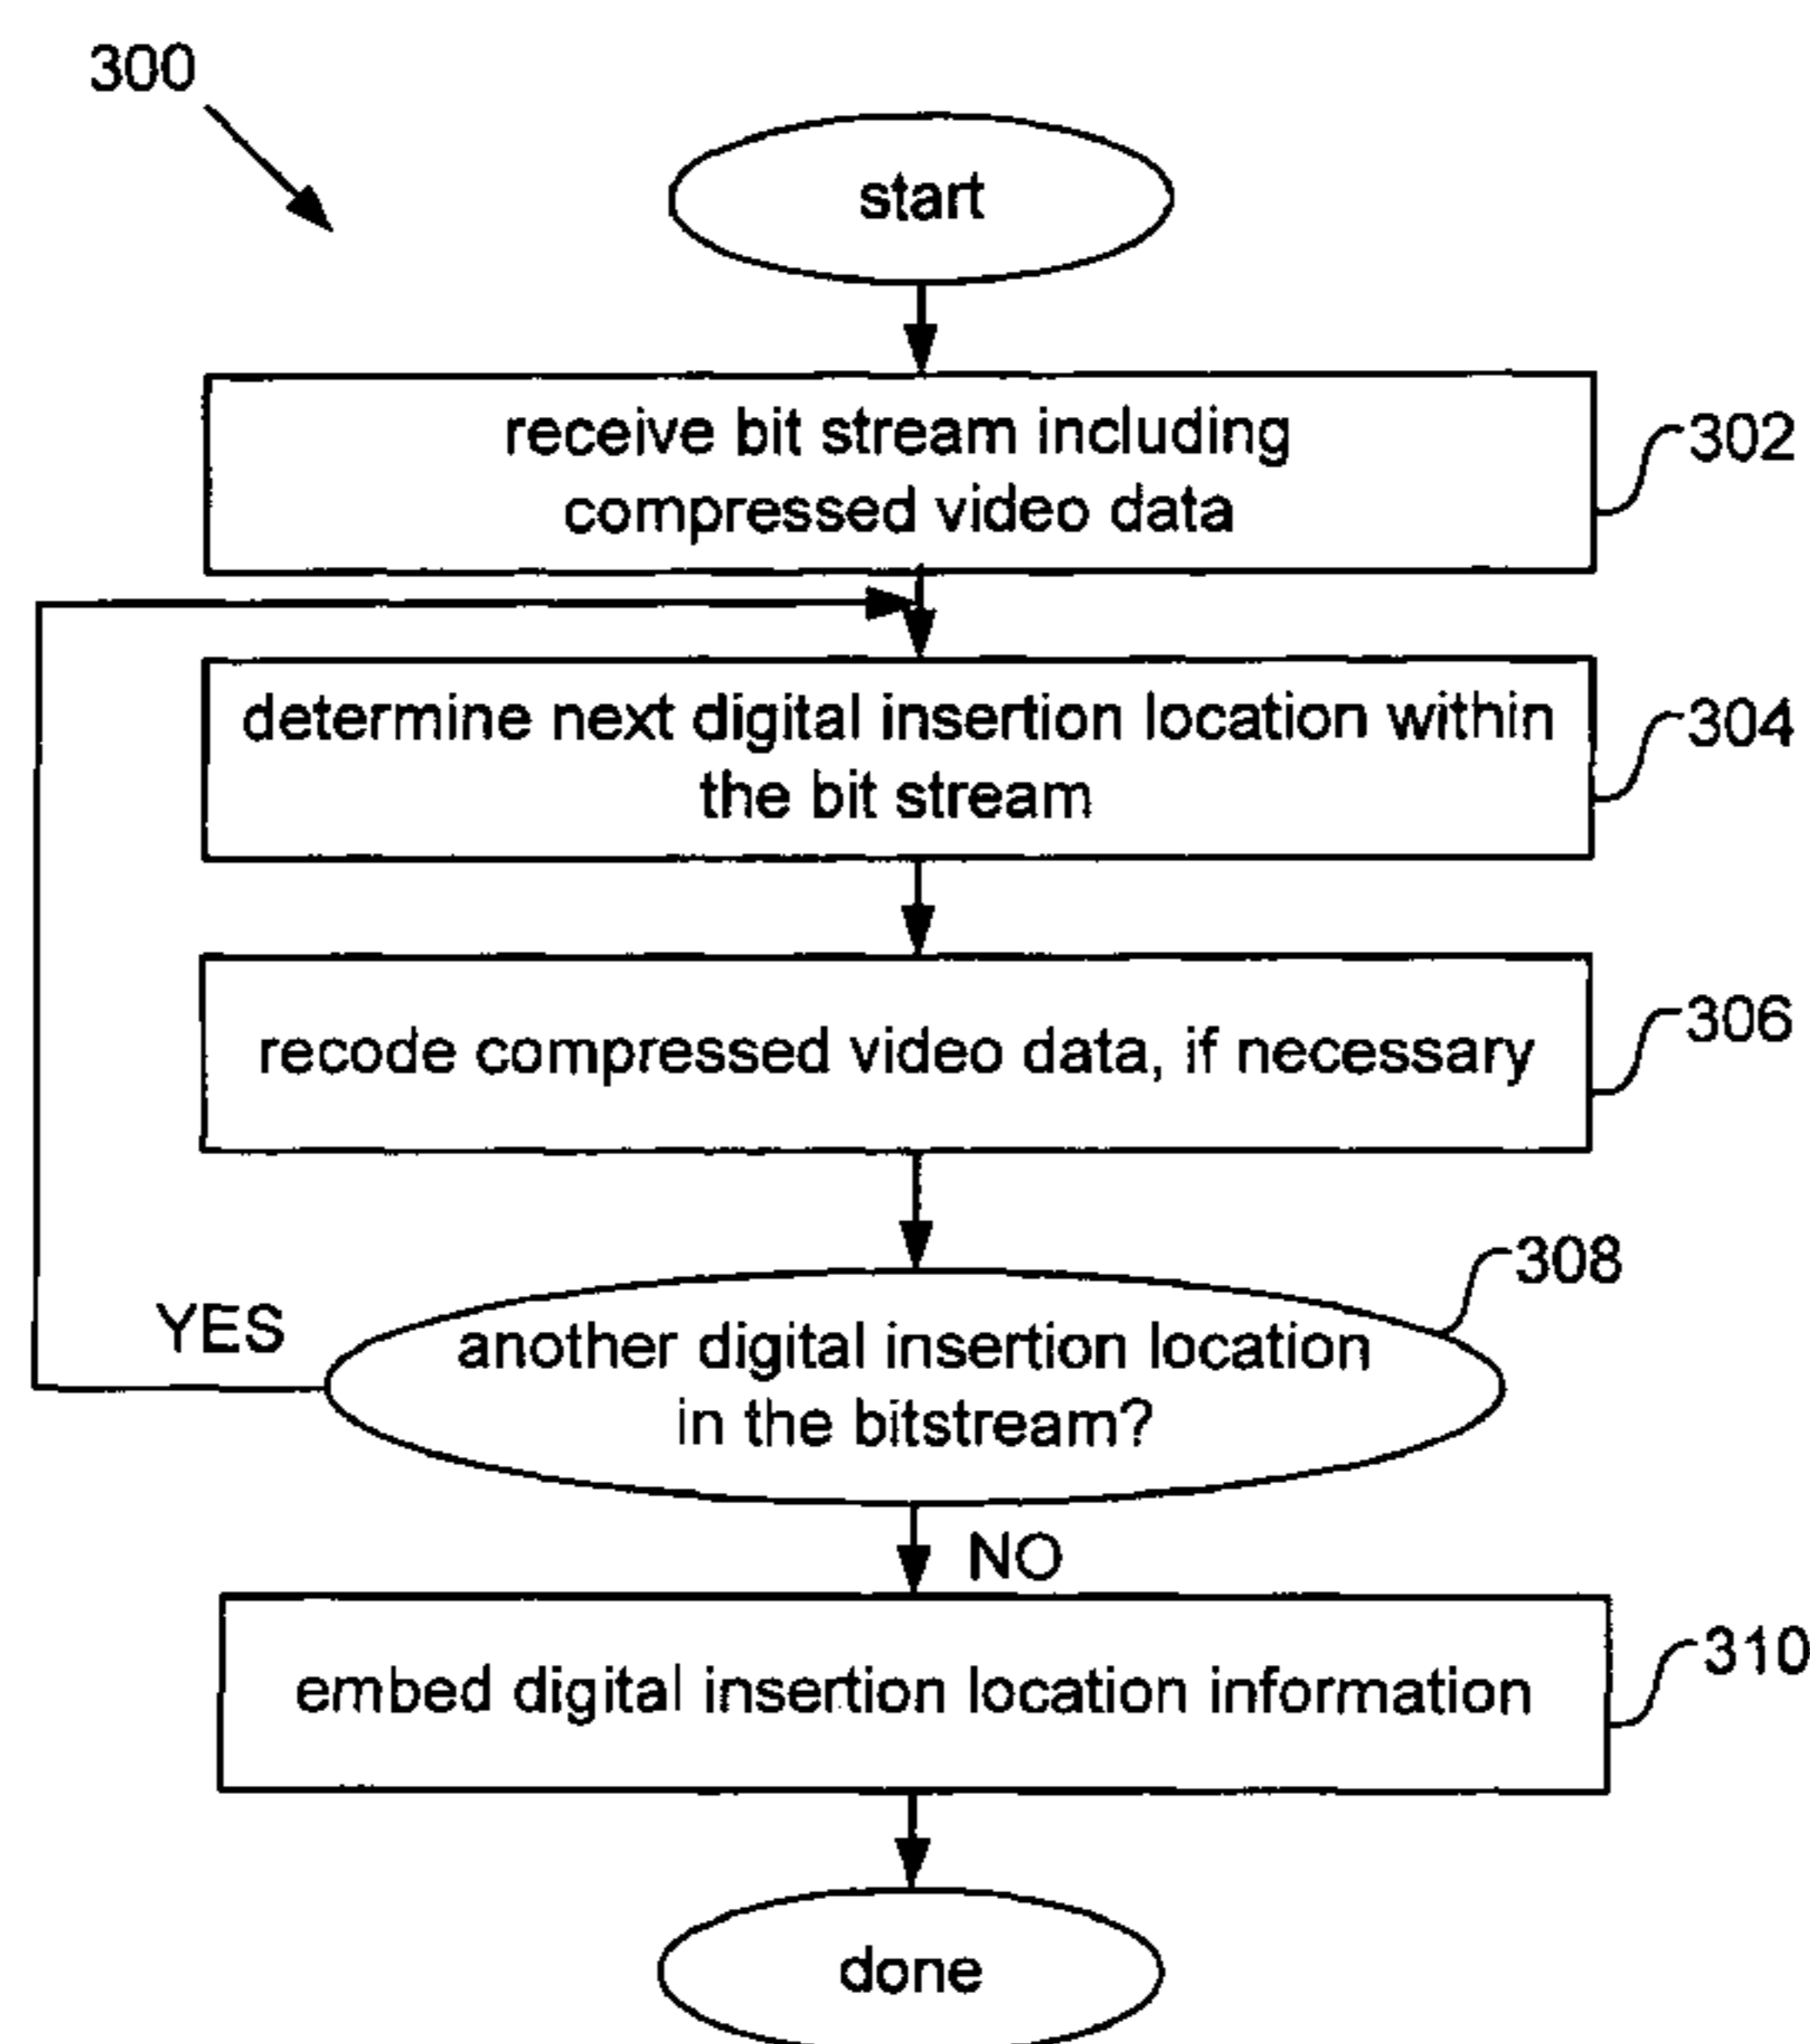 300
start
receive bit stream including
compressed video data
302
determine next digital insertion location within
the bit stream
304
recode compressed video data, if necessary
306
308
YES
another digital insertion location
in the bitstream?
NO
embed digital insertion location information
310
done